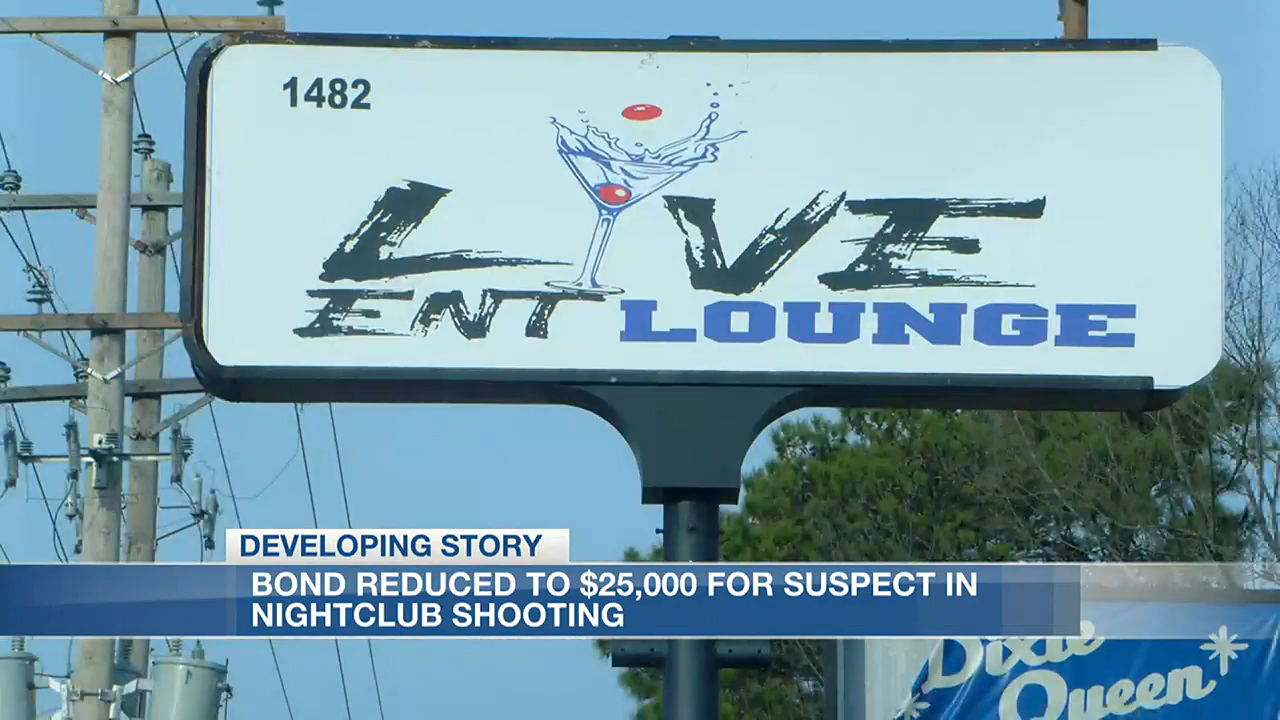 1482
LIVE
ENT LOUNGE
DEVELOPING STORY
BOND REDUCED TO $25,000 FOR SUSPECT IN
NIGHTCLUB SHOOTING
Dixie
Queen